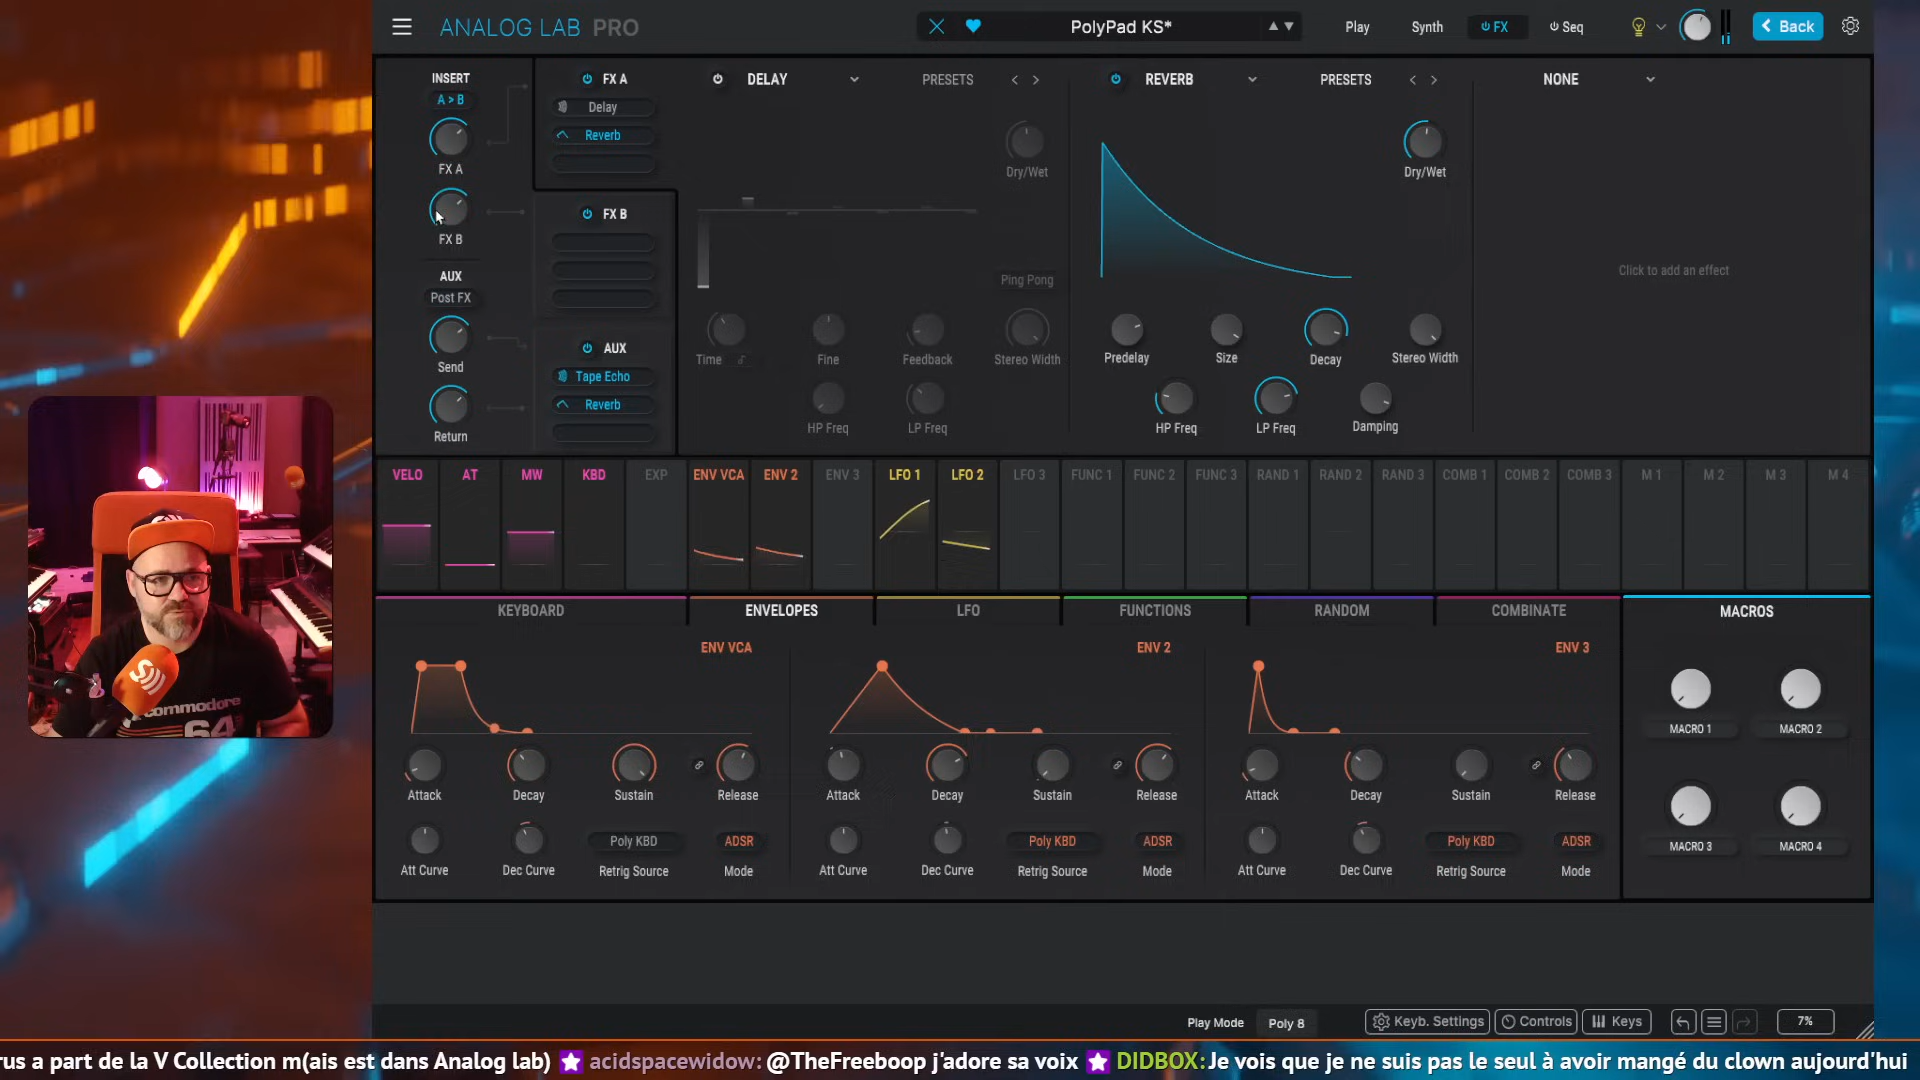 ANALOG LAB PRO
PolyPad KS*
Play
Synth
FX
Seq
Back
INSERT
A > B
FX A
FX B
AUX
Post FX
Send
Return
FX A
Delay
Reverb
FX B
AUX
Tape Echo
Reverb
DELAY
PRESETS
Dry/Wet
Ping Pong
Time
Fine
Feedback
Stereo Width
HP Freq
LP Freq
REVERB
PRESETS
Dry/Wet
Predelay
Size
Decay
Stereo Width
HP Freq
LP Freq
Damping
NONE
Click to add an effect
VELO AT MW KBD EXP ENV VCA ENV 2 ENV 3 LFO 1 LFO 2 LFO 3 FUNC 1 FUNC 2 FUNC 3 RAND 1 RAND 2 RAND 3 COMB 1 COMB 2 COMB 3 M 1 M 2 M 3 M 4
KEYBOARD ENVELOPES LFO FUNCTIONS RANDOM COMBINATE MACROS
ENV VCA
Attack Decay Sustain Release
Poly KBD ADSR
Att Curve Dec Curve Retrig Source Mode
ENV 2
Attack Decay Sustain Release
Poly KBD ADSR
Att Curve Dec Curve Retrig Source Mode
ENV 3
Attack Decay Sustain Release
Poly KBD ADSR
Att Curve Dec Curve Retrig Source Mode
MACRO 1 MACRO 2
MACRO 3 MACRO 4
commodore
64
Play Mode Poly 8 Keyb. Settings Controls Keys 7%
rus a part de la V Collection m(ais est dans Analog lab) acidspacewidow: @TheFreeboop j'adore sa voix DIDBOX: Je vois que je ne suis pas le seul à avoir mangé du clown aujourd'hui